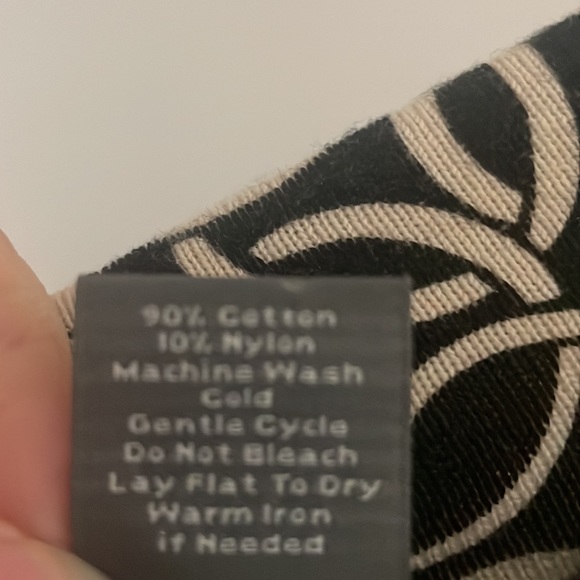 90% Cotton
10% Nylon
Machine Wash
Cold
Gentle Cycle
Do Not Bleach
Lay Flat To Dry
Warm Iron
if Needed